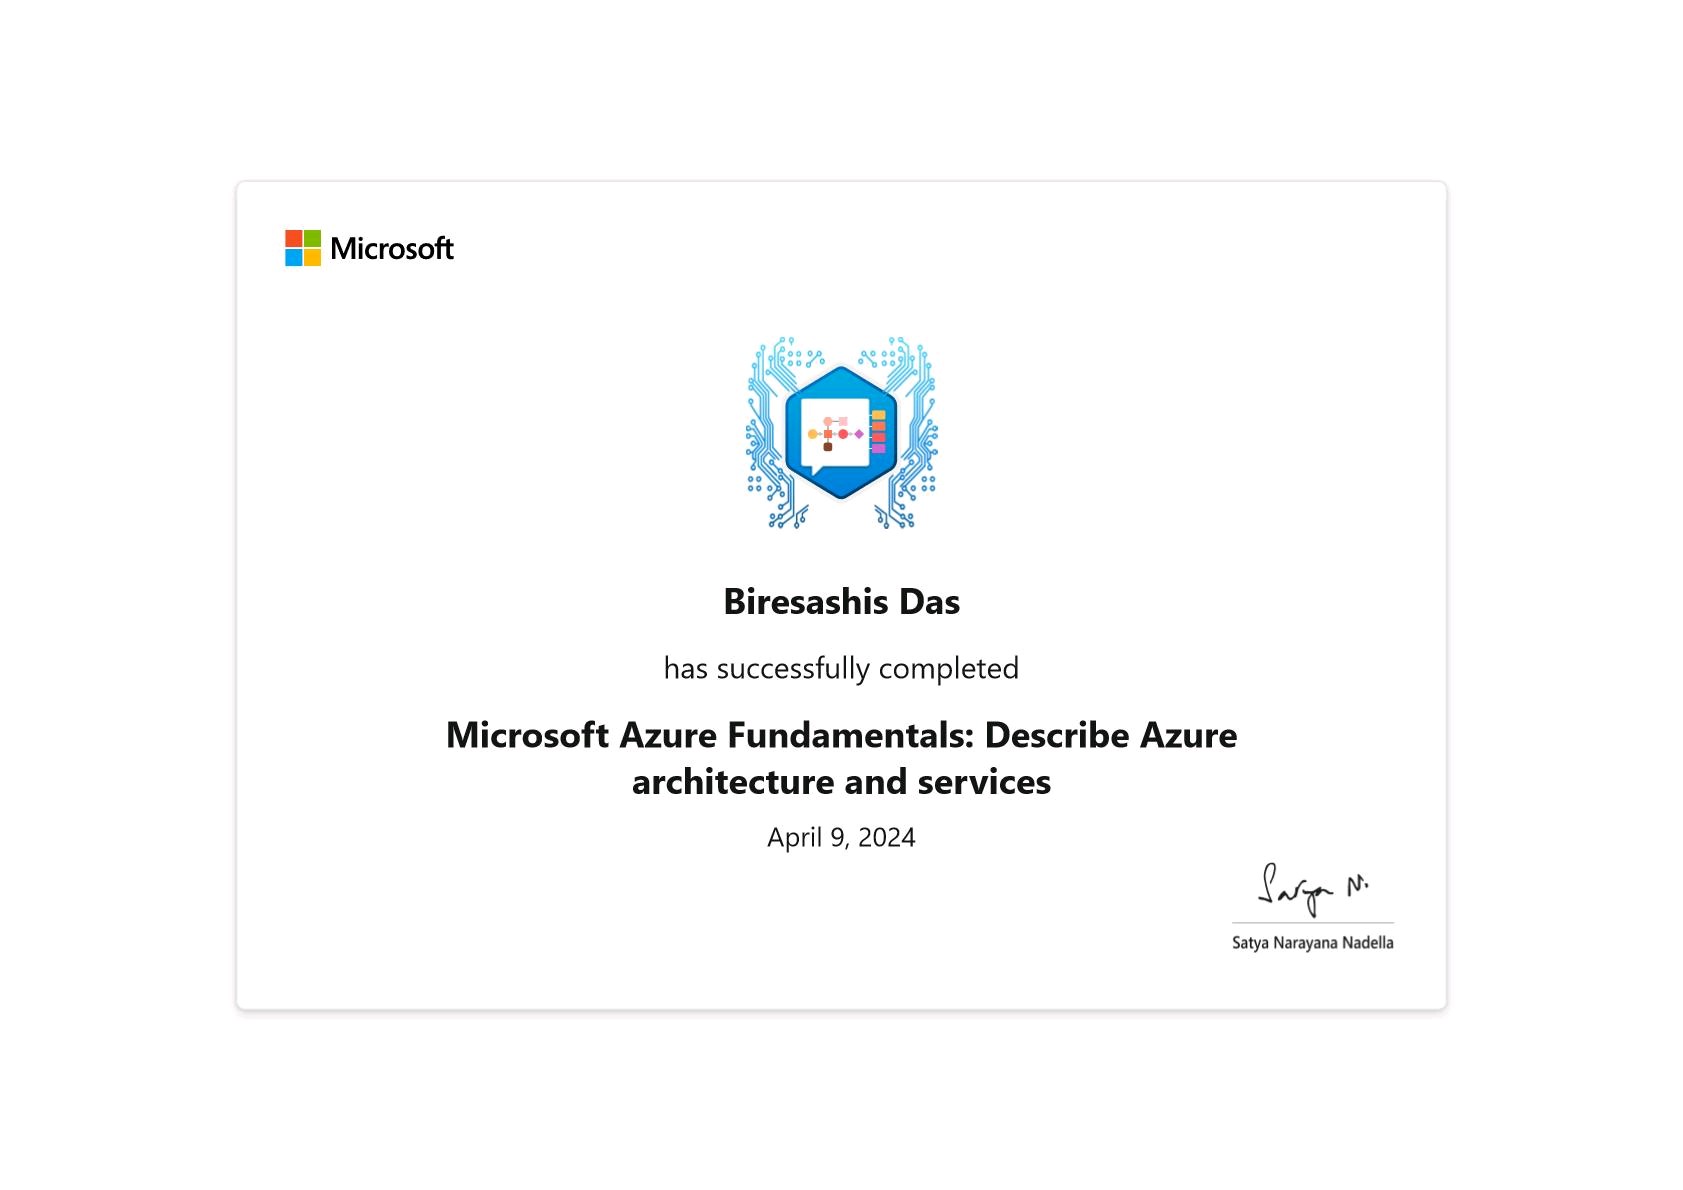 Microsoft
Biresashis Das
has successfully completed
Microsoft Azure Fundamentals: Describe Azure
architecture and services
April 9, 2024
Satya N.
Satya Narayana Nadella